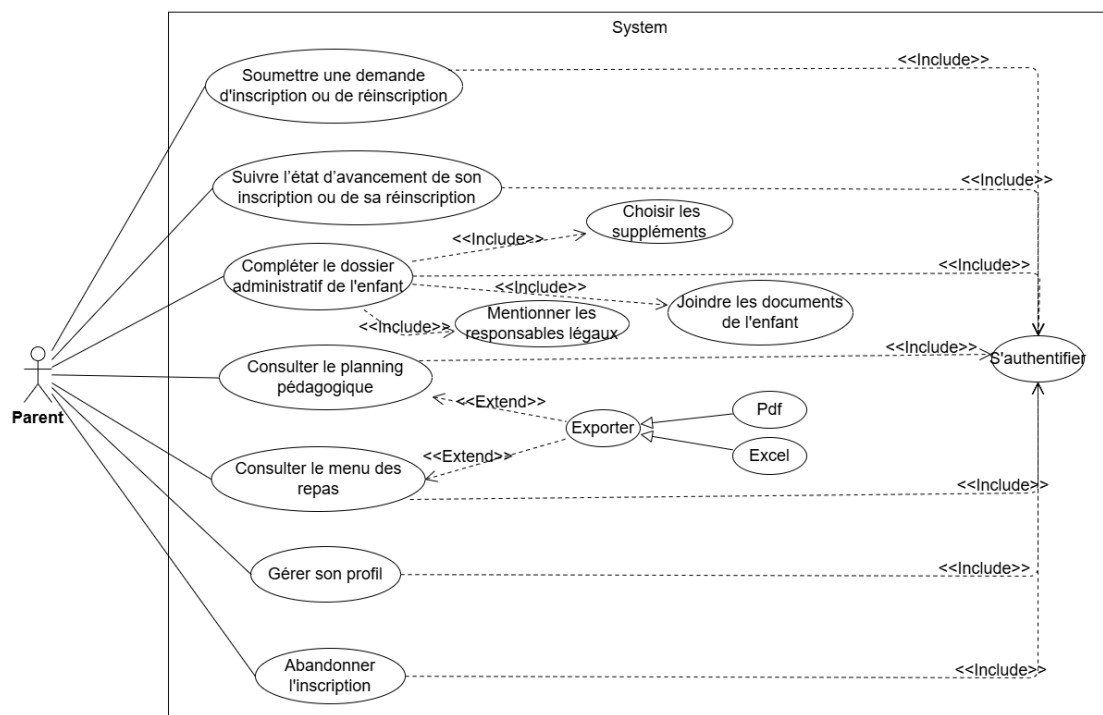 System
Soumettre une demande
d'inscription ou de réinscription
<<Include>>
Suivre l’état d’avancement de son
inscription ou de sa réinscription
<<Include>>
Choisir les
suppléments
<<Include>>
Compléter le dossier
administratif de l'enfant
<<Include>>
<<Include>>
Joindre les documents
de l'enfant
Mentionner les
responsables légaux
<<Include>>
Consulter le planning
pédagogique
<<Include>>
S'authentifier
Parent
<<Extend>>
Exporter
Pdf
Excel
<<Extend>>
Consulter le menu des
repas
<<Include>>
Gérer son profil
<<Include>>
Abandonner
l'inscription
<<Include>>